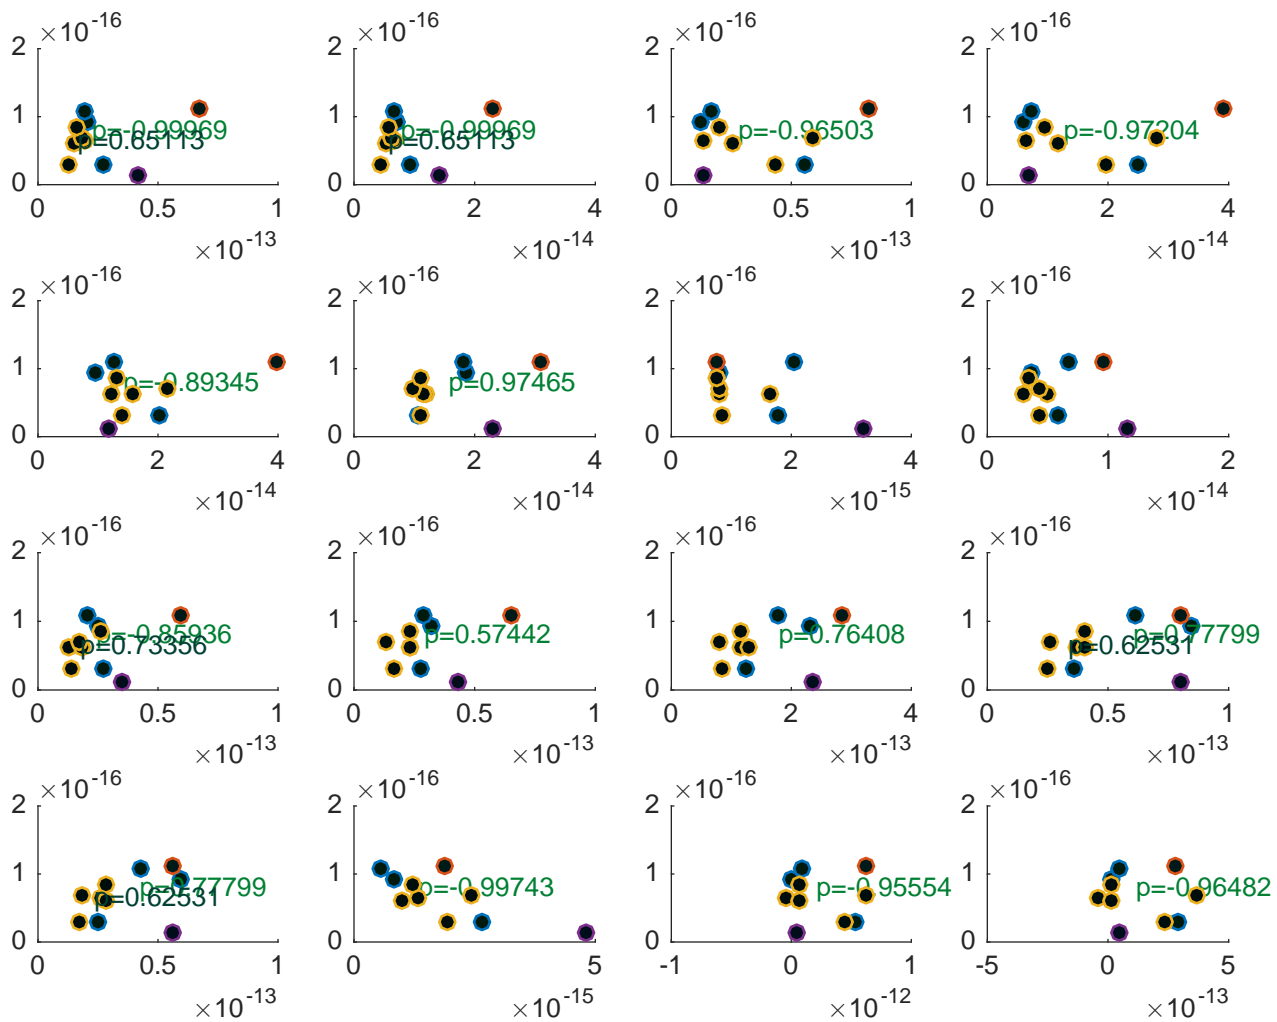 ×10^-16 ×10^-16 ×10^-16 ×10^-16
2 2 2 2
1 p=-0.99969 1 p=-0.99969 1 p=-0.96503 1 p=-0.97204
p=0.65113 p=0.65113
0 0 0 0
0 0.5 1 0 2 4 0 0.5 1 0 2 4
×10^-13 ×10^-14 ×10^-13 ×10^-14
×10^-16 ×10^-16 ×10^-16 ×10^-16
2 2 2 2
1 p=-0.89345 1 p=0.97465 1 1
0 0 0 0
0 2 4 0 2 4 0 2 4 0 1 2
×10^-14 ×10^-14 ×10^-15 ×10^-14
×10^-16 ×10^-16 ×10^-16 ×10^-16
2 2 2 2
1 p=-0.85936 1 p=0.57442 1 p=0.76408 1 p=0.77799
p=0.73356 p=0.62531
0 0 0 0
0 0.5 1 0 0.5 1 0 2 4 0 0.5 1
×10^-13 ×10^-13 ×10^-13 ×10^-13
×10^-16 ×10^-16 ×10^-16 ×10^-16
2 2 2 2
1 p=0.77799 1 p=-0.99743 1 p=-0.95554 1 p=-0.96482
p=0.62531
0 0 0 0
0 0.5 1 0 5 -1 0 1 -5 0 5
×10^-13 ×10^-15 ×10^-12 ×10^-13